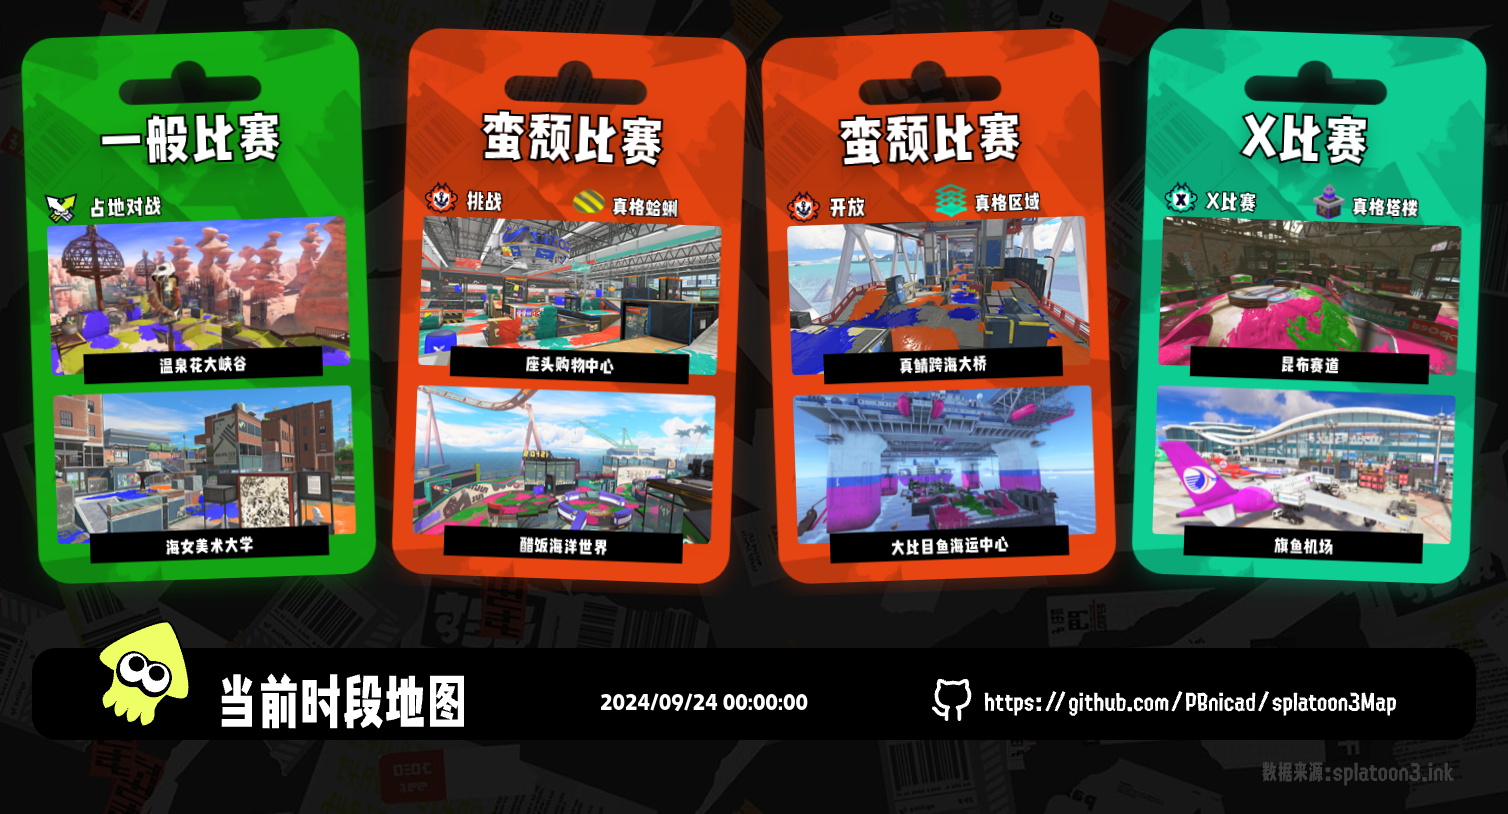 一般比赛
占地对战
温泉花大峡谷
海女美术大学
蛮颓比赛
挑战
真格蛤蜊
座头购物中心
醋饭海洋世界
蛮颓比赛
开放
真格区域
真鲷跨海大桥
大比目鱼海运中心
X比赛
X比赛
真格塔楼
昆布赛道
旗鱼机场
当前时段地图
2024/09/24 00:00:00
https://github.com/PBnicad/splatoon3Map
数据来源:splatoon3.ink